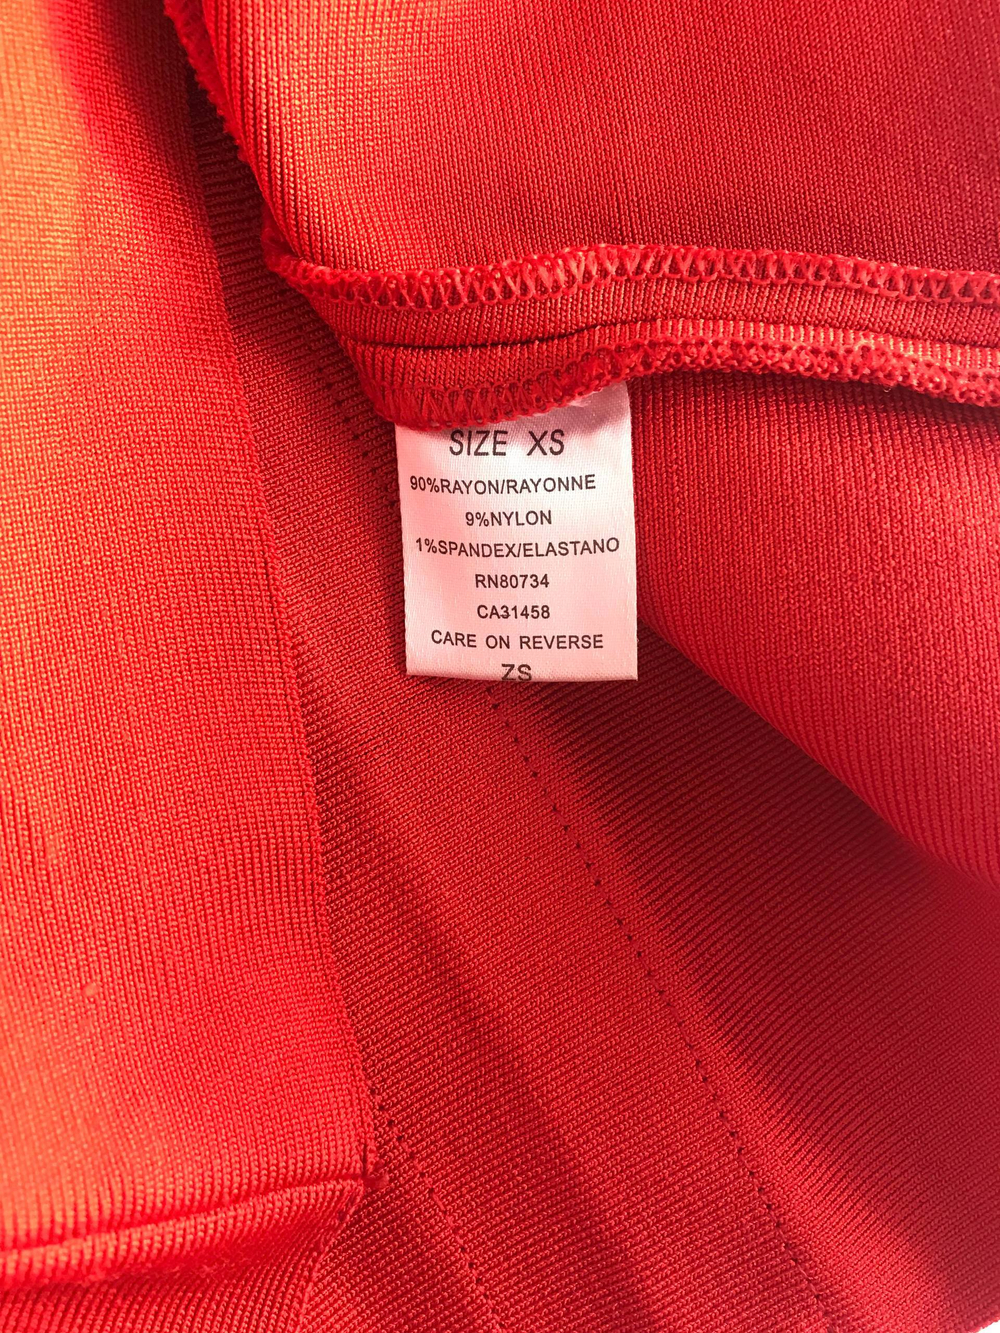 SIZE XS
90%RAYON/RAYONNE
9%NYLON
1%SPANDEX/ELASTANO
RN80734
CA31458
CARE ON REVERSE
ZS